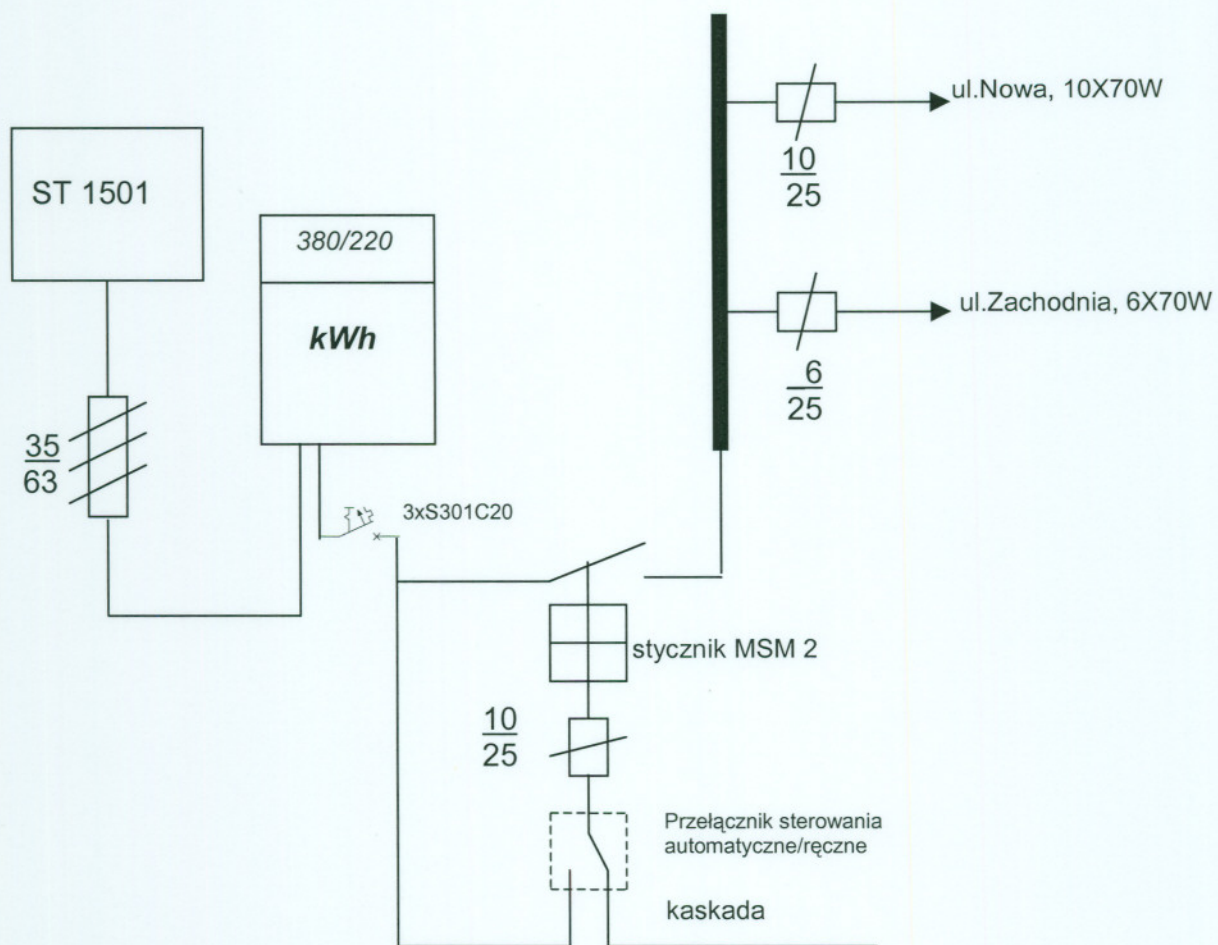 ul.Nowa, 10X70W
10
25
ST 1501
380/220
kWh
ul.Zachodnia, 6X70W
6
25
35
63
3xS301C20
stycznik MSM 2
10
25
Przełącznik sterowania
automatyczne/ręczne
kaskada